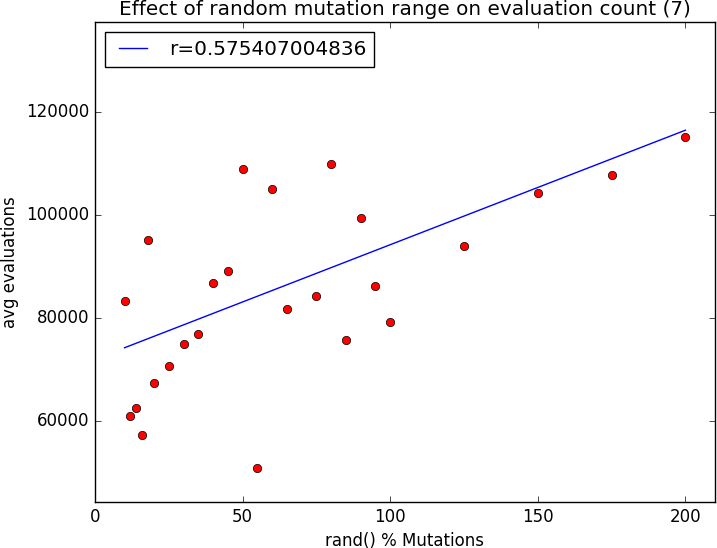 Effect of random mutation range on evaluation count (7)
r=0.575407004836
avg evaluations
120000
100000
80000
60000
0 50 100 150 200
rand() % Mutations